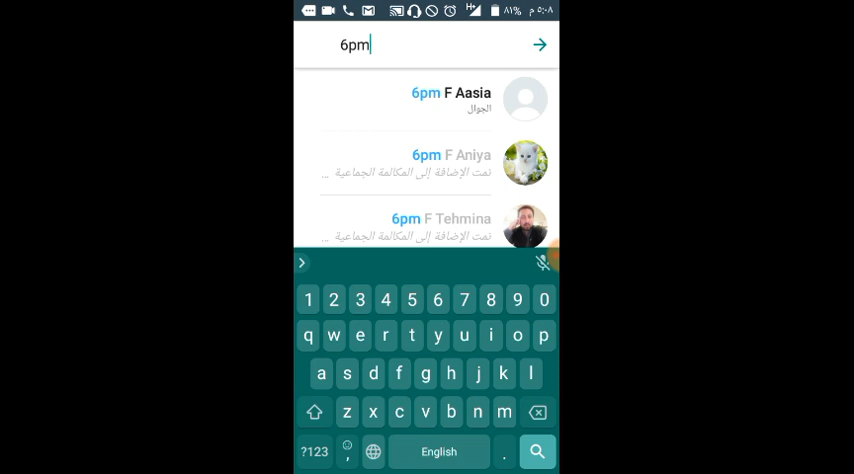 ٥:٠٨ م
٨١%
H+
6pm
6pm F Aasia
الجوال
6pm F Aniya
تمت الإضافة إلى المكالمة الجماعية ...
6pm F Tehmina
تمت الإضافة إلى المكالمة الجماعية ...
1 2 3 4 5 6 7 8 9 0
q w e r t y u i o p
a s d f g h j k l
z x c v b n m
?123 , English .